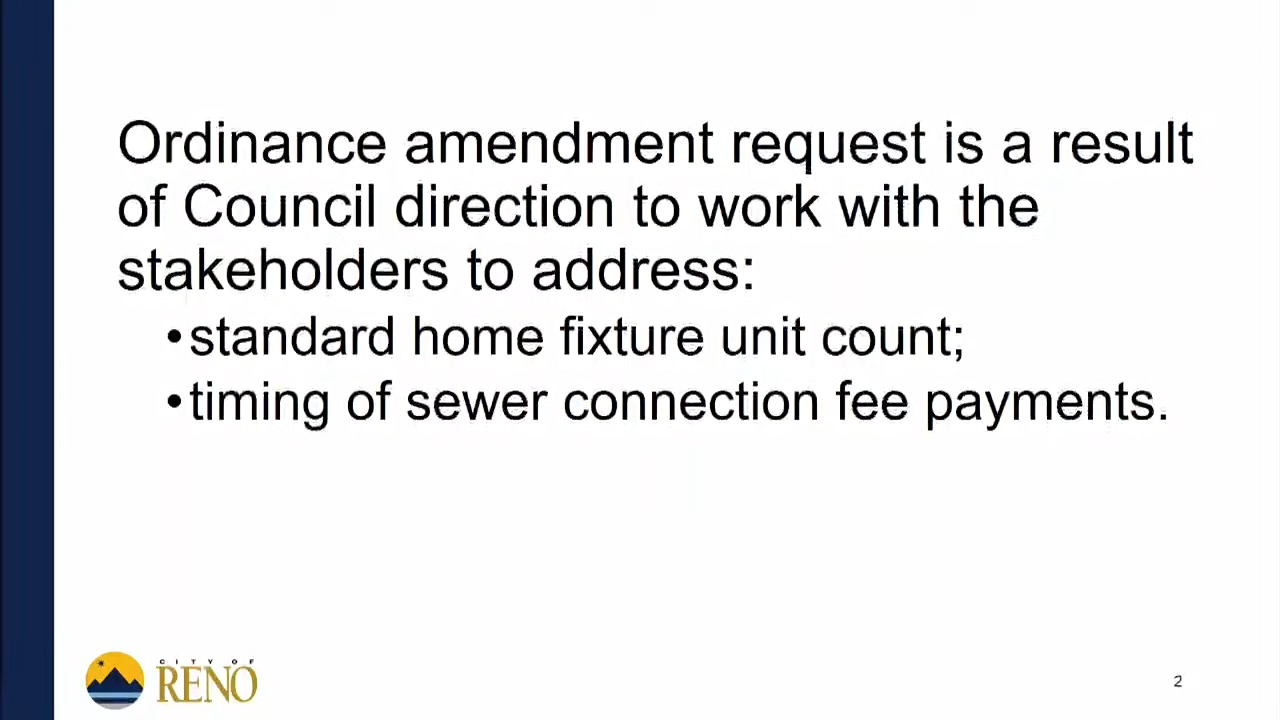 Ordinance amendment request is a result
of Council direction to work with the
stakeholders to address:
•standard home fixture unit count;
•timing of sewer connection fee payments.
CITY OF
RENO
2